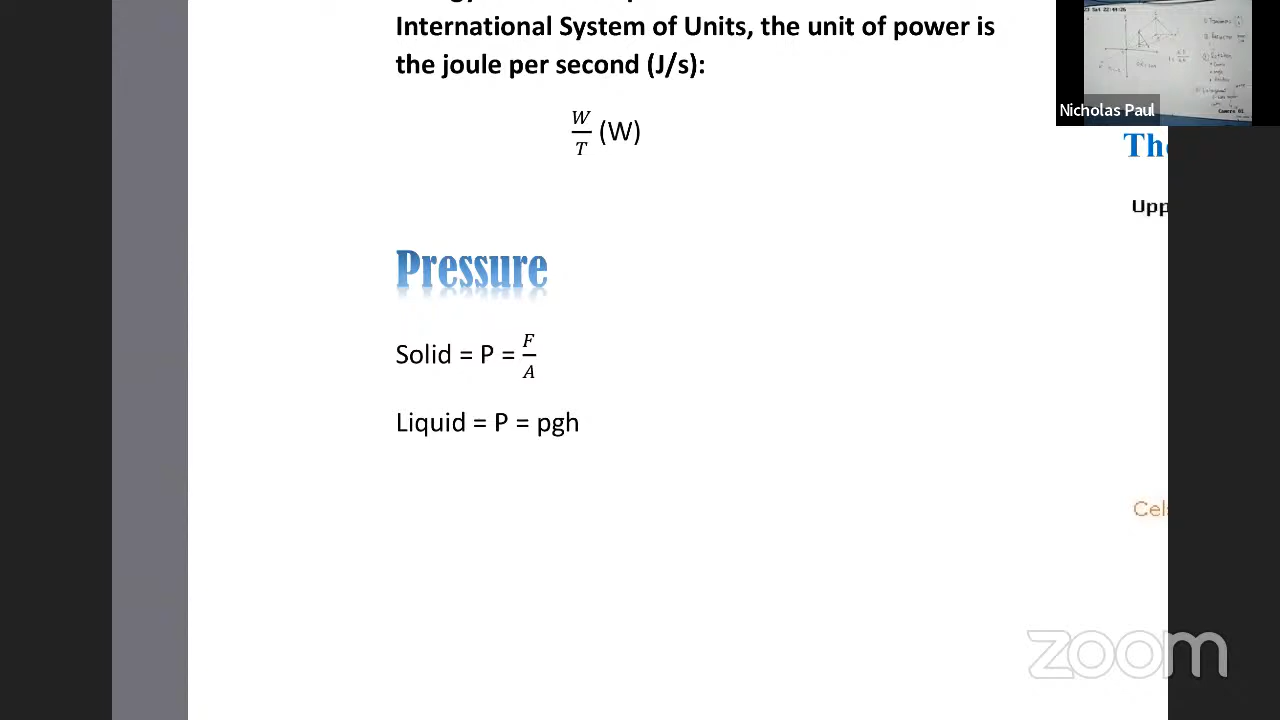 International System of Units, the unit of power is
the joule per second (J/s):
W
T
(W)
Pressure
Solid = P = F
A
Liquid = P = pgh
Nicholas Paul
Upp
zoom